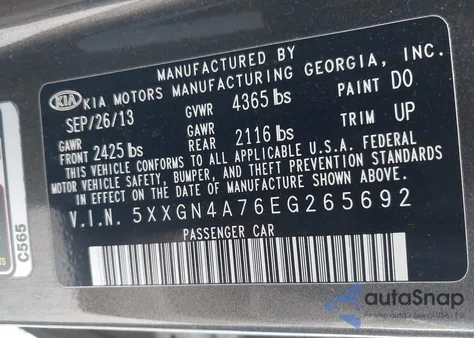 MANUFACTURED BY
KIA KIA MOTORS MANUFACTURING GEORGIA, INC.
SEP/26/13 GVWR 4365 lbs PAINT DO
GAWR FRONT 2425 lbs GAWR REAR 2116 lbs TRIM UP
THIS VEHICLE CONFORMS TO ALL APPLICABLE U.S.A. FEDERAL
MOTOR VEHICLE SAFETY, BUMPER, AND THEFT PREVENTION STANDARDS
IN EFFECT ON THE DATE OF MANUFACTURE SHOWN ABOVE.
V.I.N. 5XXGN4A76EG265692
PASSENGER CAR
C565
autoSnap